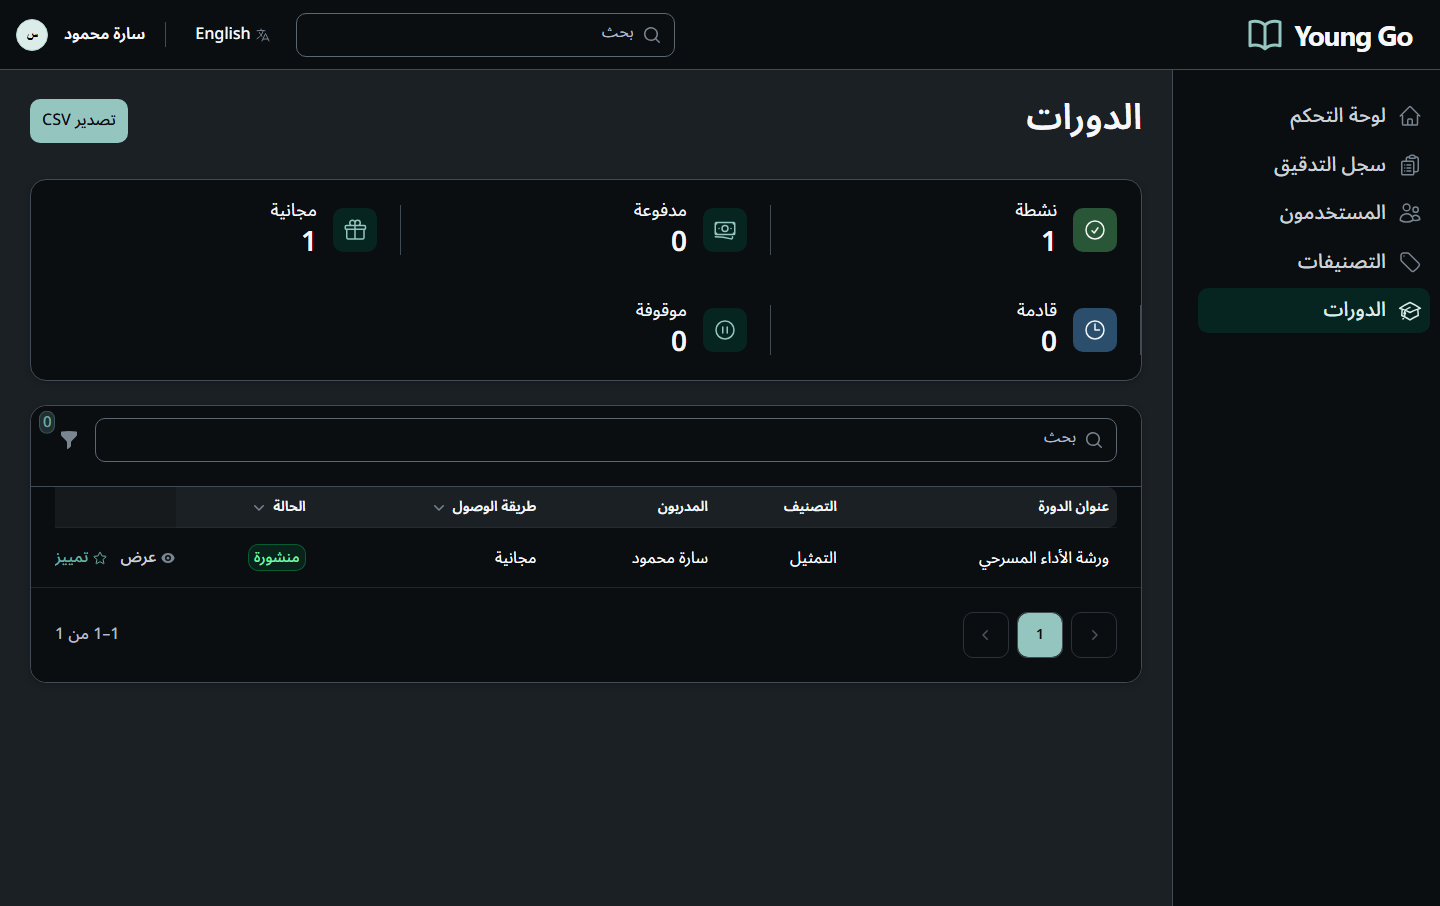 Young Go
بحث
English
سارة محمود
س
لوحة التحكم
سجل التدقيق
المستخدمون
التصنيفات
الدورات
الدورات
تصدير CSV
نشطة
1
مدفوعة
0
مجانية
1
قادمة
0
موقوفة
0
بحث
0
عنوان الدورة التصنيف المدربون طريقة الوصول الحالة
ورشة الأداء المسرحي التمثيل سارة محمود مجانية منشورة عرض تمييز
1
1–1 من 1